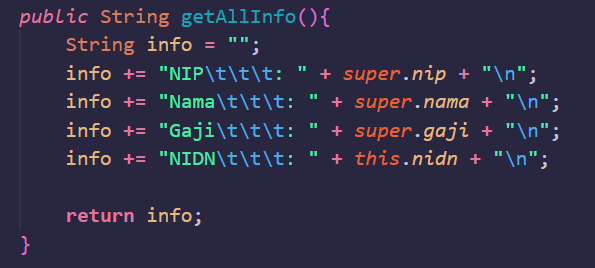 public String getAllInfo(){
    String info = "";
    info += "NIP\t\t\t: " + super.nip + "\n";
    info += "Nama\t\t\t: " + super.nama + "\n";
    info += "Gaji\t\t\t: " + super.gaji + "\n";
    info += "NIDN\t\t\t: " + this.nidn + "\n";

    return info;
}